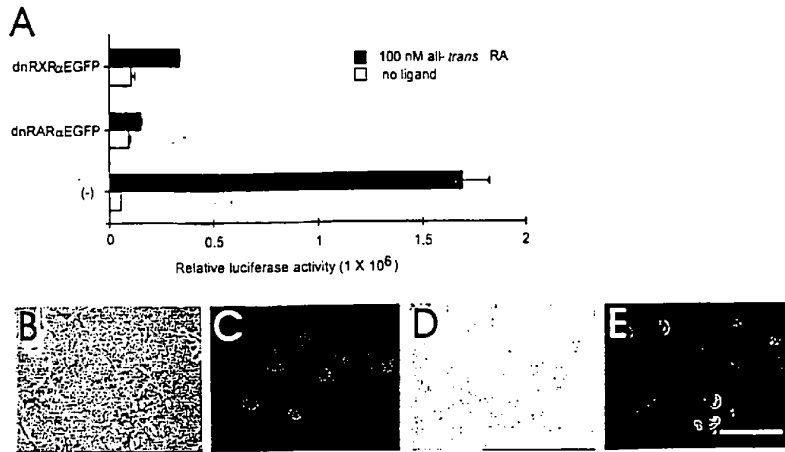 A
dnRXRαEGFP
dnRARαEGFP
(-)
100 nM all-trans RA
no ligand
0 0.5 1 1.5 2
Relative luciferase activity (1 X 10⁶)
B C D E